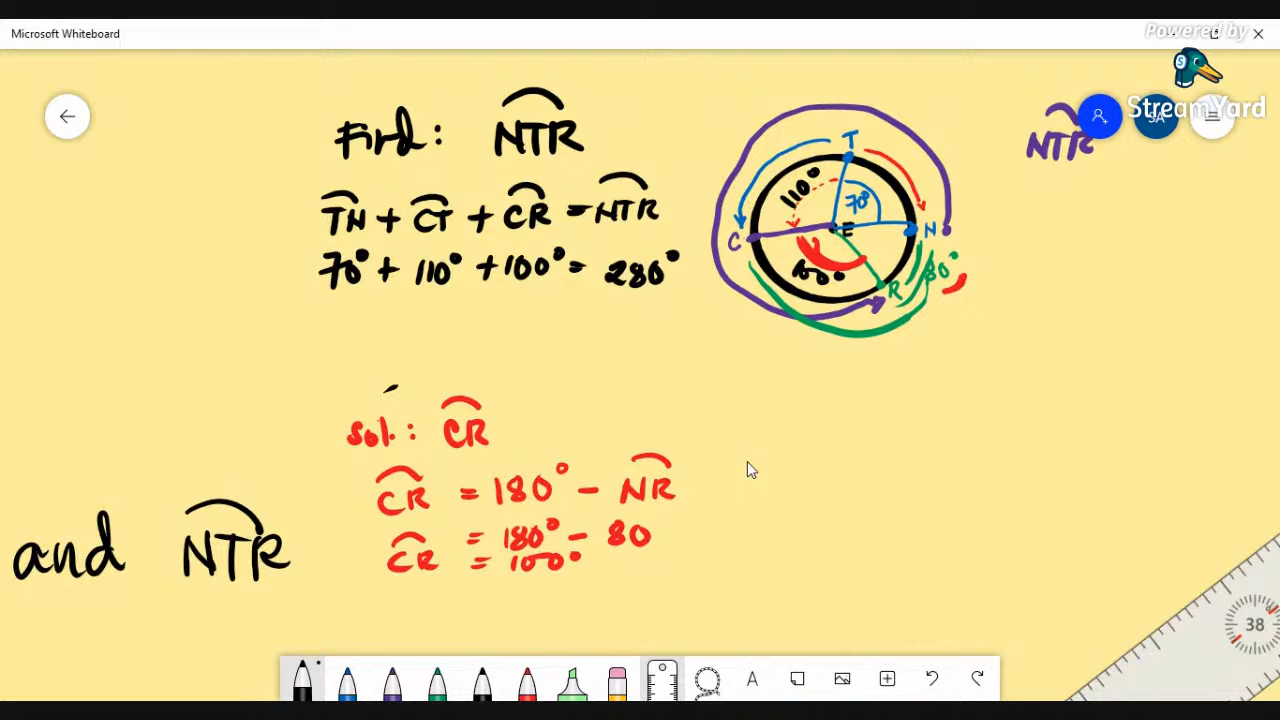 Microsoft Whiteboard
Powered by
StreamYard
SA
Find: NTR
TN + CT + CR = NTR
70° + 110° + 100° = 280°
NTR
T
110°
70°
C
E
N
100°
R
80°
sol.: CR
CR = 180° - NR
CR = 180° - 80
= 100°
and NTR
38
A